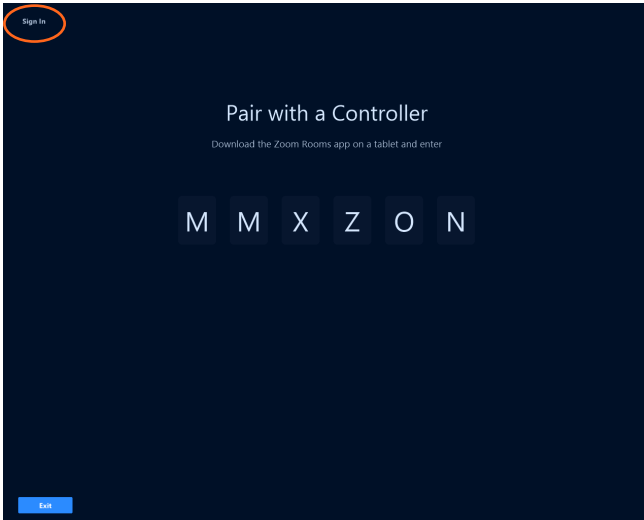 Sign In
Pair with a Controller
Download the Zoom Rooms app on a tablet and enter
M M X Z O N
Exit